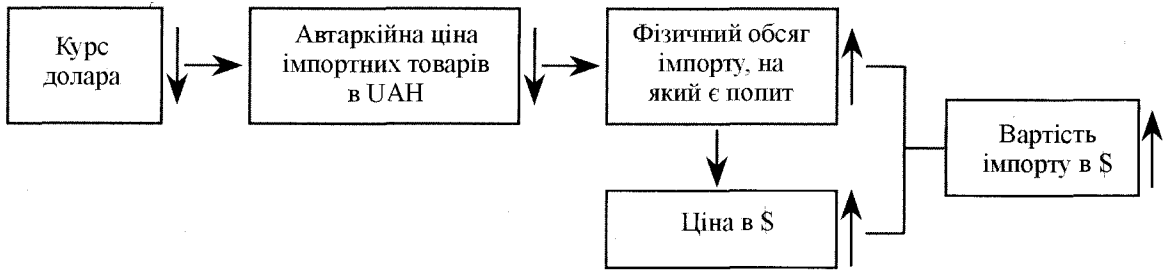 Курс
долара
Автаркійна ціна
імпортних товарів
в UAH
Фізичний обсяг
імпорту, на
який є попит
Ціна в $
Вартість
імпорту в $